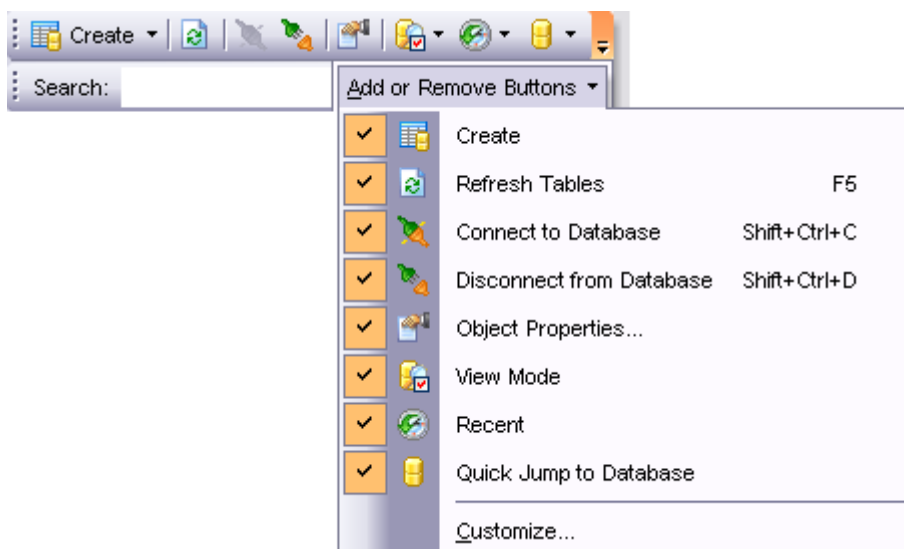 Create
Search:
Add or Remove Buttons
Create
Refresh Tables F5
Connect to Database Shift+Ctrl+C
Disconnect from Database Shift+Ctrl+D
Object Properties...
View Mode
Recent
Quick Jump to Database
Customize...